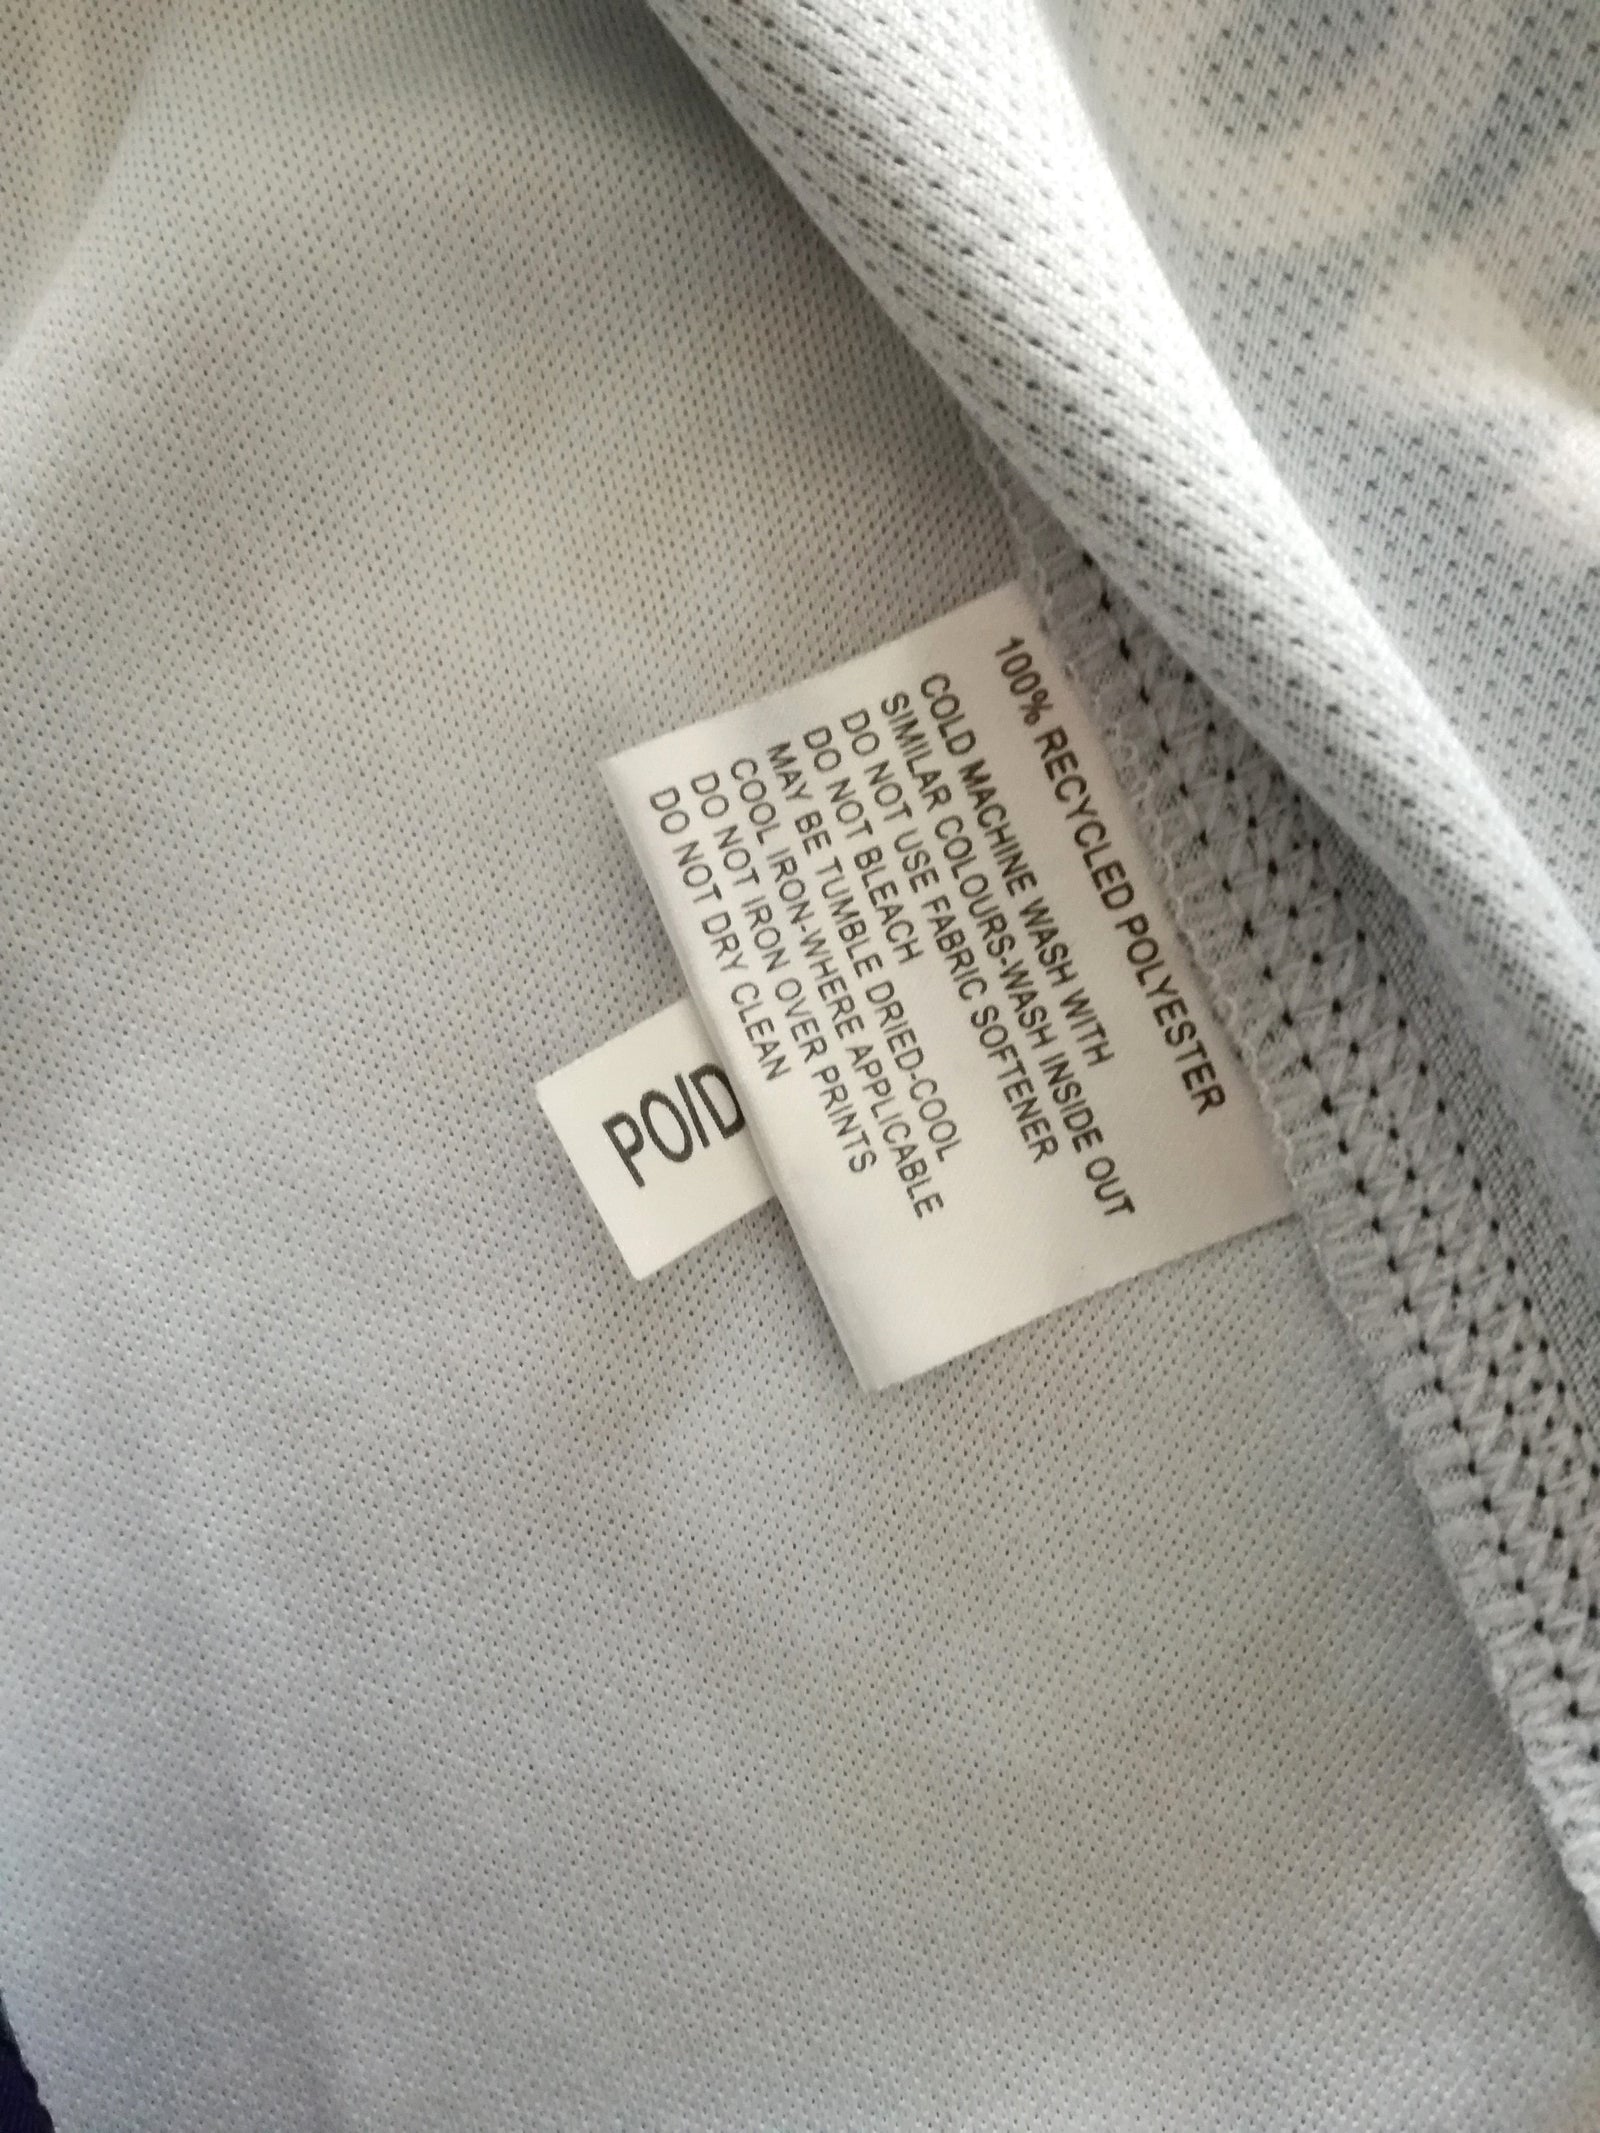 100% RECYCLED POLYESTER
COLD MACHINE WASH WITH
SIMILAR COLOURS-WASH INSIDE OUT
DO NOT USE FABRIC SOFTENER
DO NOT BLEACH
MAY BE TUMBLE DRIED-COOL
COOL IRON-WHERE APPLICABLE
DO NOT IRON OVER PRINTS
DO NOT DRY CLEAN
PO/D